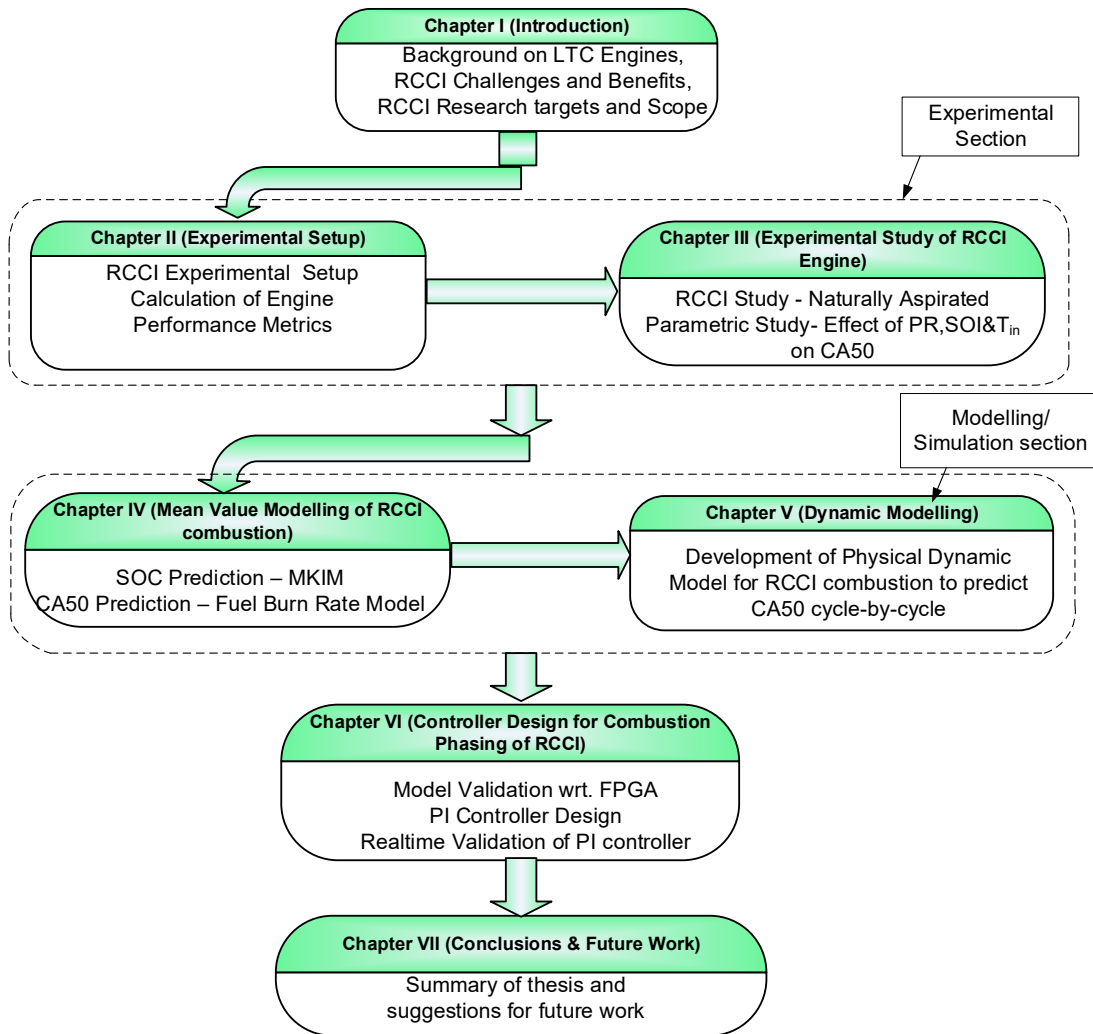 Chapter I (Introduction)
Background on LTC Engines,
RCCI Challenges and Benefits,
RCCI Research targets and Scope
Experimental
Section
Chapter II (Experimental Setup)
RCCI Experimental Setup
Calculation of Engine
Performance Metrics
Chapter III (Experimental Study of RCCI
Engine)
RCCI Study - Naturally Aspirated
Parametric Study- Effect of PR,SOI&Tin
on CA50
Modelling/
Simulation section
Chapter IV (Mean Value Modelling of RCCI
combustion)
SOC Prediction – MKIM
CA50 Prediction – Fuel Burn Rate Model
Chapter V (Dynamic Modelling)
Development of Physical Dynamic
Model for RCCI combustion to predict
CA50 cycle-by-cycle
Chapter VI (Controller Design for Combustion
Phasing of RCCI)
Model Validation wrt. FPGA
PI Controller Design
Realtime Validation of PI controller
Chapter VII (Conclusions & Future Work)
Summary of thesis and
suggestions for future work